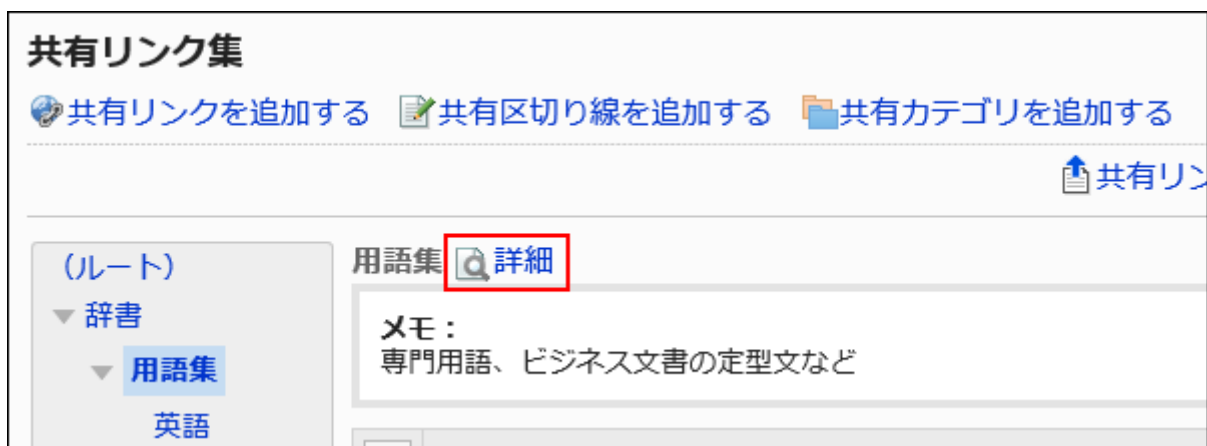 共有リンク集
共有リンクを追加する 共有区切り線を追加する 共有カテゴリを追加する
共有リン
(ルート)
辞書
用語集
英語
用語集 詳細
メモ：
専門用語、ビジネス文書の定型文など